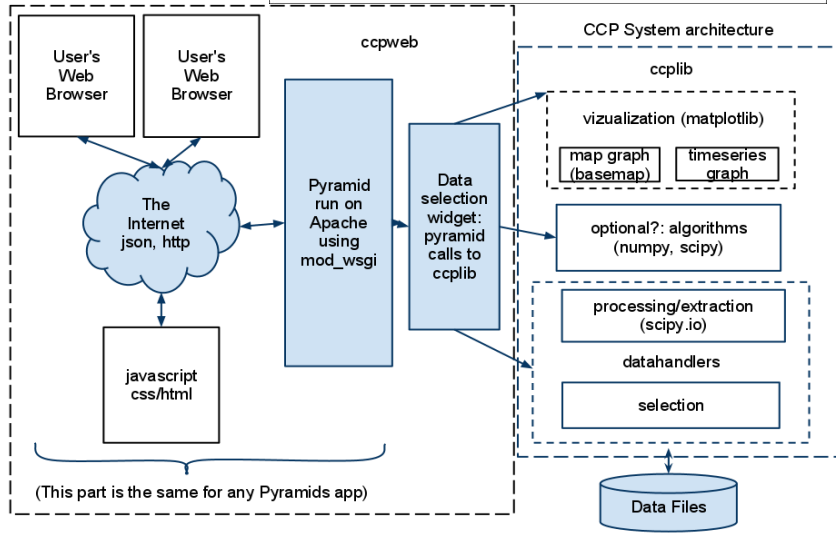 CCP System architecture
ccpweb
User's
Web
Browser
User's
Web
Browser
The
Internet
json, http
javascript
css/html
Pyramid
run on
Apache
using
mod_wsgi
Data
selection
widget:
pyramid
calls to
ccplib
(This part is the same for any Pyramids app)
ccplib
vizualization (matplotlib)
map graph
(basemap)
timeseries
graph
optional?: algorithms
(numpy, scipy)
processing/extraction
(scipy.io)
datahandlers
selection
Data Files